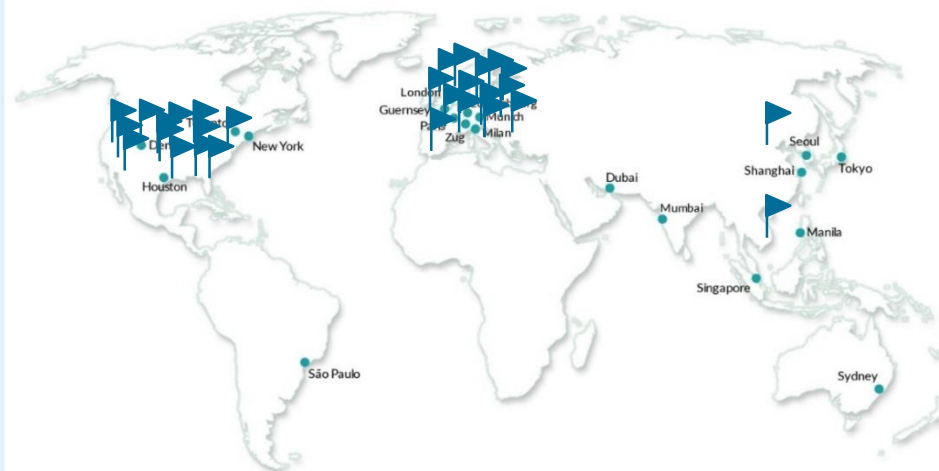 London
Guernsey
Zug
Milan
Munich
New York
Houston
São Paulo
Dubai
Mumbai
Seoul
Shanghai
Tokyo
Manila
Singapore
Sydney